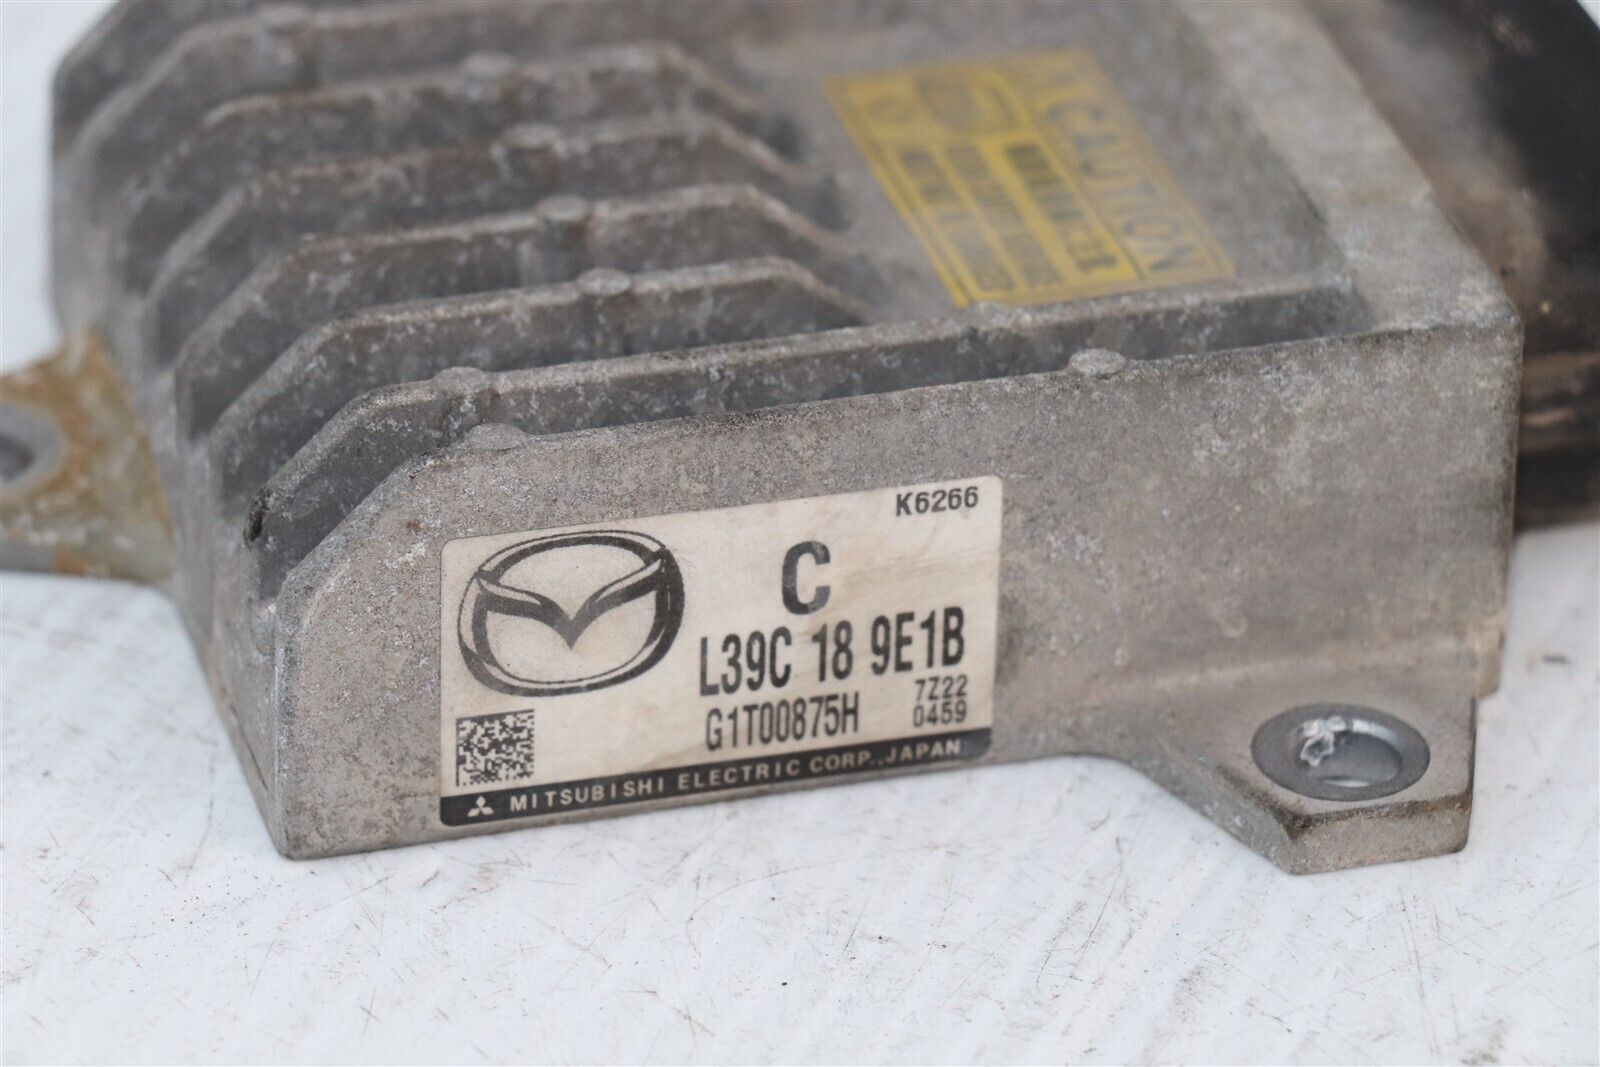 CAUTION
K6266
C
L39C 18 9E1B
G1T00875H 7Z22
0459
MITSUBISHI ELECTRIC CORP.,JAPAN